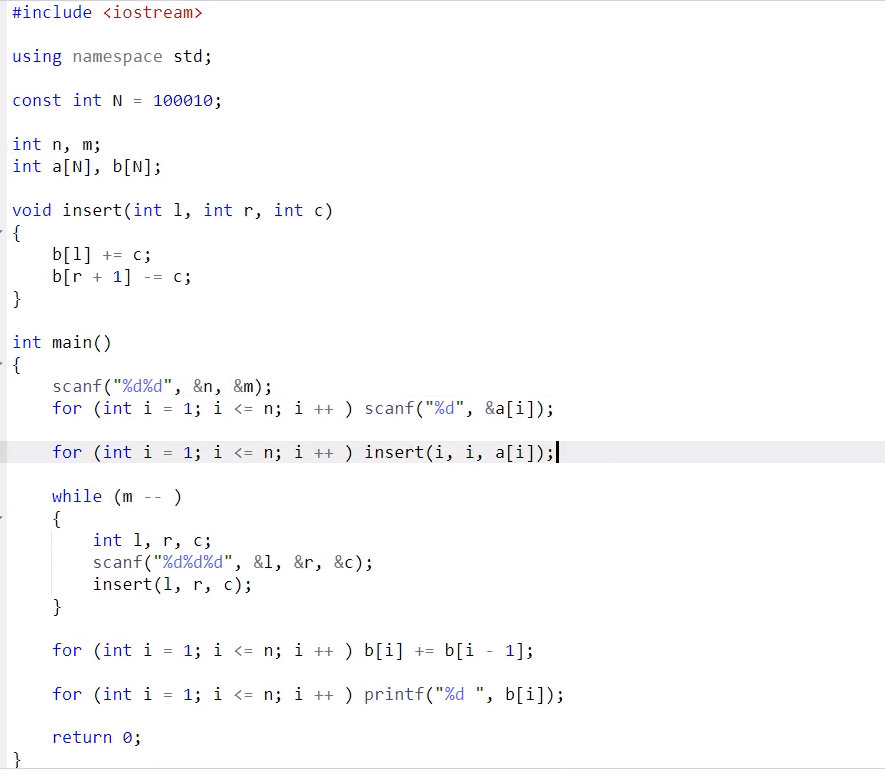 #include <iostream>
using namespace std;
const int N = 100010;
int n, m;
int a[N], b[N];
void insert(int l, int r, int c)
{
    b[l] += c;
    b[r + 1] -= c;
}
int main()
{
    scanf("%d%d", &n, &m);
    for (int i = 1; i <= n; i ++ ) scanf("%d", &a[i]);
    for (int i = 1; i <= n; i ++ ) insert(i, i, a[i]);
    while (m -- )
    {
        int l, r, c;
        scanf("%d%d%d", &l, &r, &c);
        insert(l, r, c);
    }
    for (int i = 1; i <= n; i ++ ) b[i] += b[i - 1];
    for (int i = 1; i <= n; i ++ ) printf("%d ", b[i]);
    return 0;
}